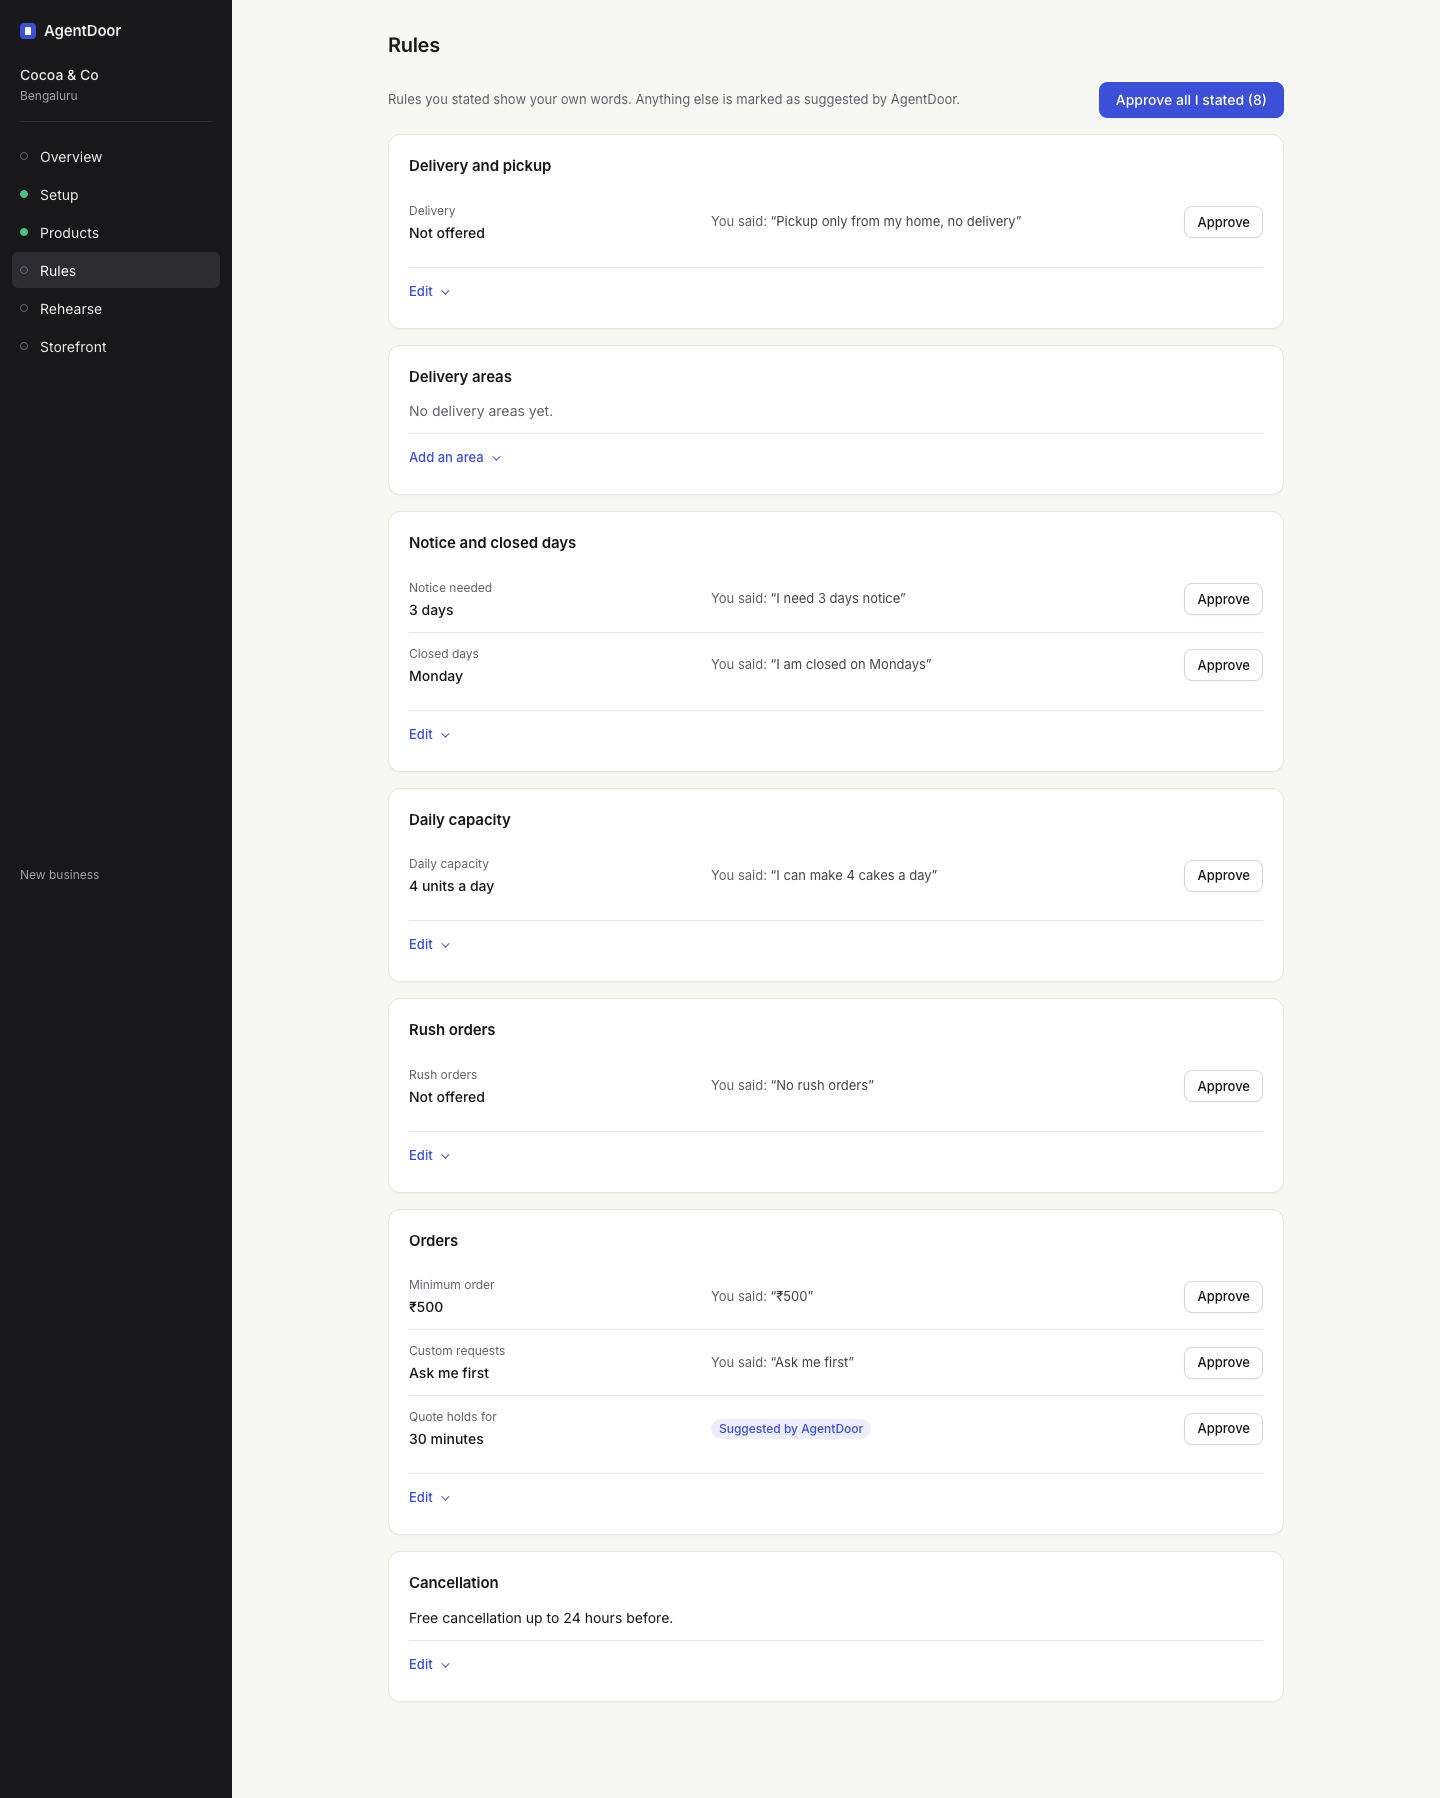 AgentDoor
Cocoa & Co
Bengaluru
Overview
Setup
Products
Rules
Rehearse
Storefront
New business
Rules
Rules you stated show your own words. Anything else is marked as suggested by AgentDoor.
Approve all I stated (8)
Delivery and pickup
Delivery
Not offered
You said: “Pickup only from my home, no delivery”
Approve
Edit
Delivery areas
No delivery areas yet.
Add an area
Notice and closed days
Notice needed
3 days
You said: “I need 3 days notice”
Approve
Closed days
Monday
You said: “I am closed on Mondays”
Approve
Edit
Daily capacity
Daily capacity
4 units a day
You said: “I can make 4 cakes a day”
Approve
Edit
Rush orders
Rush orders
Not offered
You said: “No rush orders”
Approve
Edit
Orders
Minimum order
₹500
You said: “₹500”
Approve
Custom requests
Ask me first
You said: “Ask me first”
Approve
Quote holds for
30 minutes
Suggested by AgentDoor
Approve
Edit
Cancellation
Free cancellation up to 24 hours before.
Edit